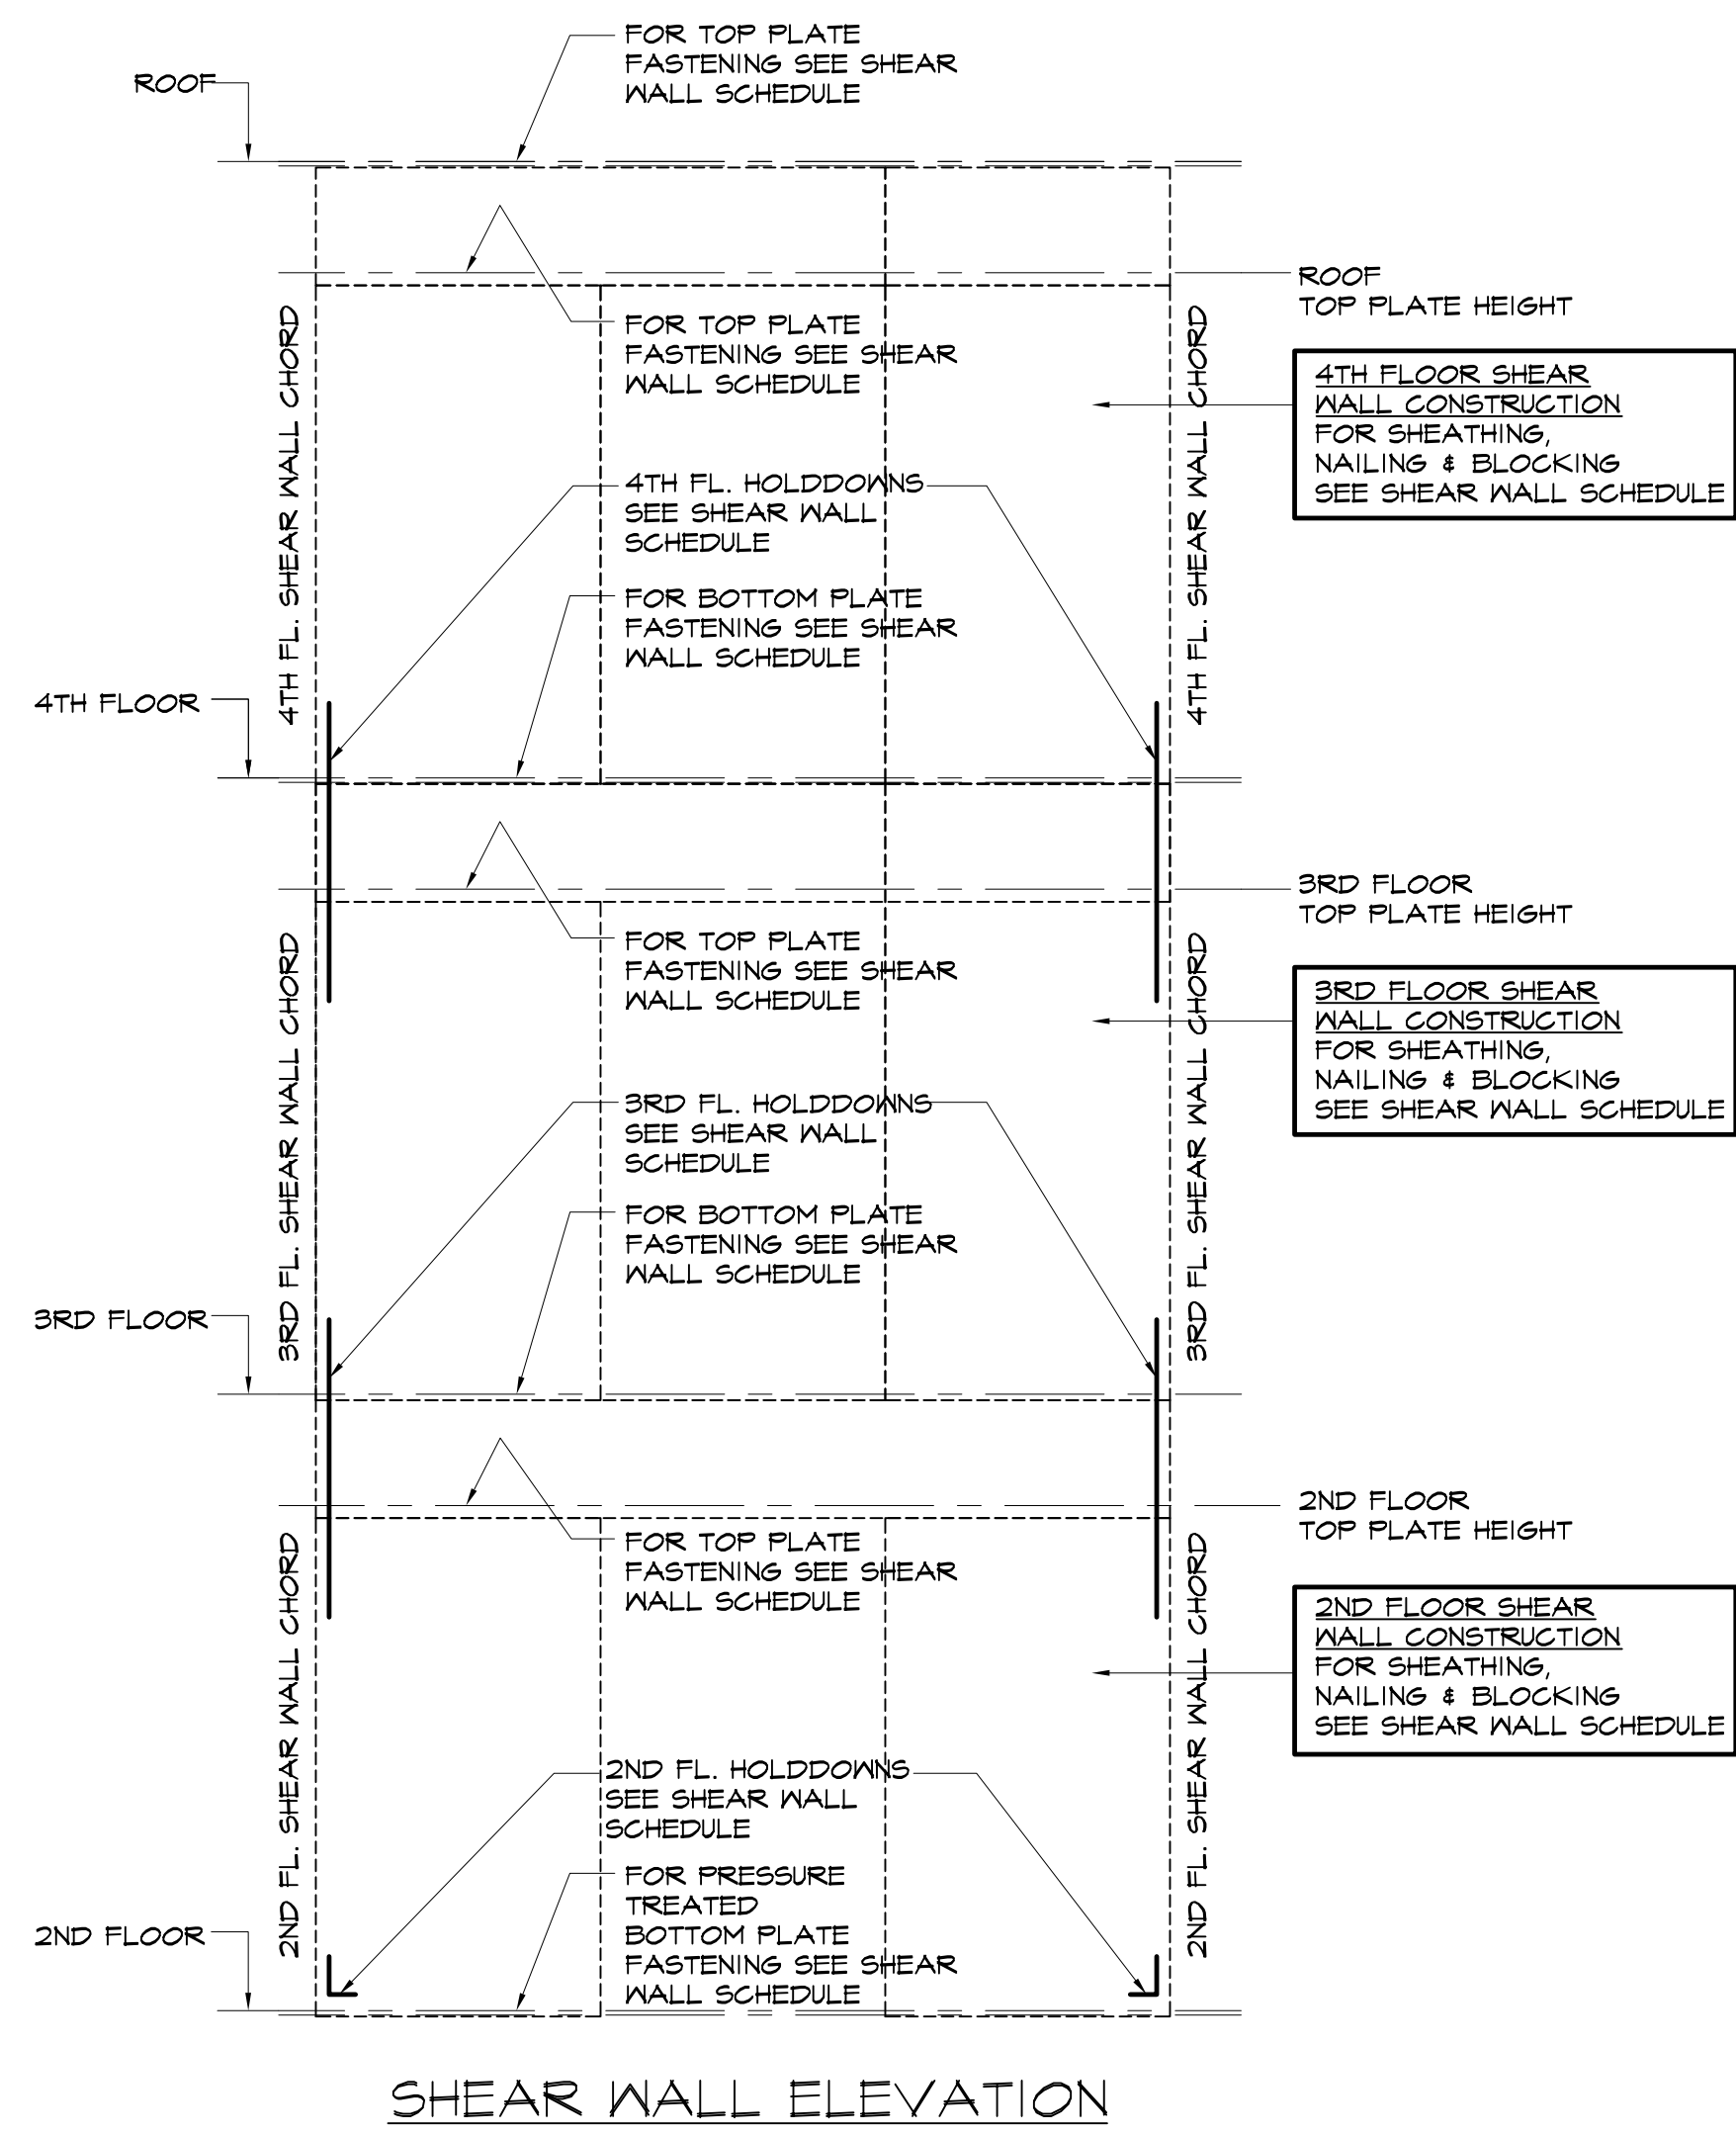 FOR TOP PLATE
FASTENING SEE SHEAR
WALL SCHEDULE
ROOF
ROOF
TOP PLATE HEIGHT
4TH FL. SHEAR WALL CHORD
FOR TOP PLATE
FASTENING SEE SHEAR
WALL SCHEDULE
4TH FL. SHEAR WALL CHORD
4TH FLOOR SHEAR
WALL CONSTRUCTION
FOR SHEATHING,
NAILING & BLOCKING
SEE SHEAR WALL SCHEDULE
4TH FL. HOLDDOWNS
SEE SHEAR WALL
SCHEDULE
FOR BOTTOM PLATE
FASTENING SEE SHEAR
WALL SCHEDULE
4TH FLOOR
3RD FLOOR
TOP PLATE HEIGHT
3RD FL. SHEAR WALL CHORD
FOR TOP PLATE
FASTENING SEE SHEAR
WALL SCHEDULE
3RD FL. SHEAR WALL CHORD
3RD FLOOR SHEAR
WALL CONSTRUCTION
FOR SHEATHING,
NAILING & BLOCKING
SEE SHEAR WALL SCHEDULE
3RD FL. HOLDDOWNS
SEE SHEAR WALL
SCHEDULE
FOR BOTTOM PLATE
FASTENING SEE SHEAR
WALL SCHEDULE
3RD FLOOR
2ND FLOOR
TOP PLATE HEIGHT
2ND FL. SHEAR WALL CHORD
FOR TOP PLATE
FASTENING SEE SHEAR
WALL SCHEDULE
2ND FL. SHEAR WALL CHORD
2ND FLOOR SHEAR
WALL CONSTRUCTION
FOR SHEATHING,
NAILING & BLOCKING
SEE SHEAR WALL SCHEDULE
2ND FL. HOLDDOWNS
SEE SHEAR WALL
SCHEDULE
FOR PRESSURE
TREATED
BOTTOM PLATE
FASTENING SEE SHEAR
WALL SCHEDULE
2ND FLOOR
SHEAR WALL ELEVATION